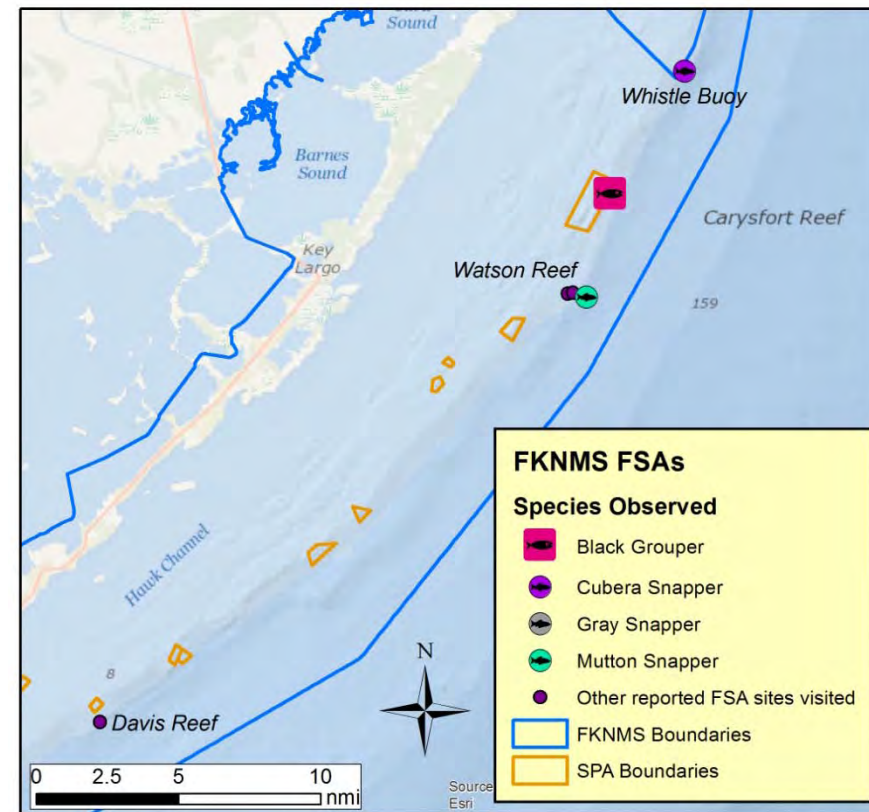 Sound
Whistle Buoy
Barnes
Sound
Carysfort Reef
Key
Largo
Watson Reef
159
Hawk Channel
8
Davis Reef
N
0 2.5 5 10
nmi
Source
Esri
FKNMS FSAs
Species Observed
Black Grouper
Cubera Snapper
Gray Snapper
Mutton Snapper
Other reported FSA sites visited
FKNMS Boundaries
SPA Boundaries